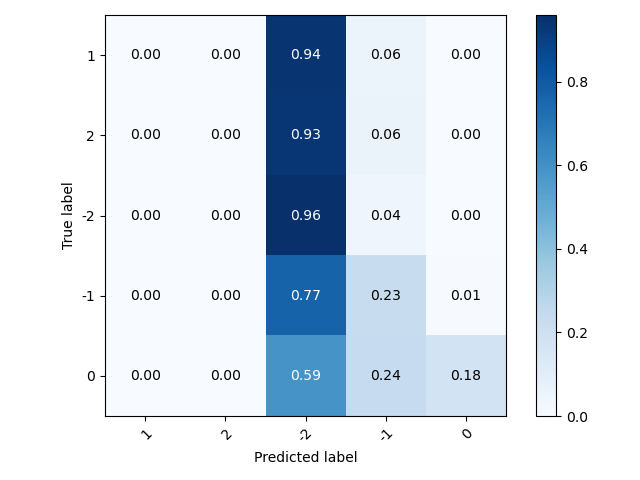 1 0.00 0.00 0.94 0.06 0.00
2 0.00 0.00 0.93 0.06 0.00
-2 0.00 0.00 0.96 0.04 0.00
-1 0.00 0.00 0.77 0.23 0.01
0 0.00 0.00 0.59 0.24 0.18
1 2 -2 -1 0
Predicted label
True label
0.8
0.6
0.4
0.2
0.0